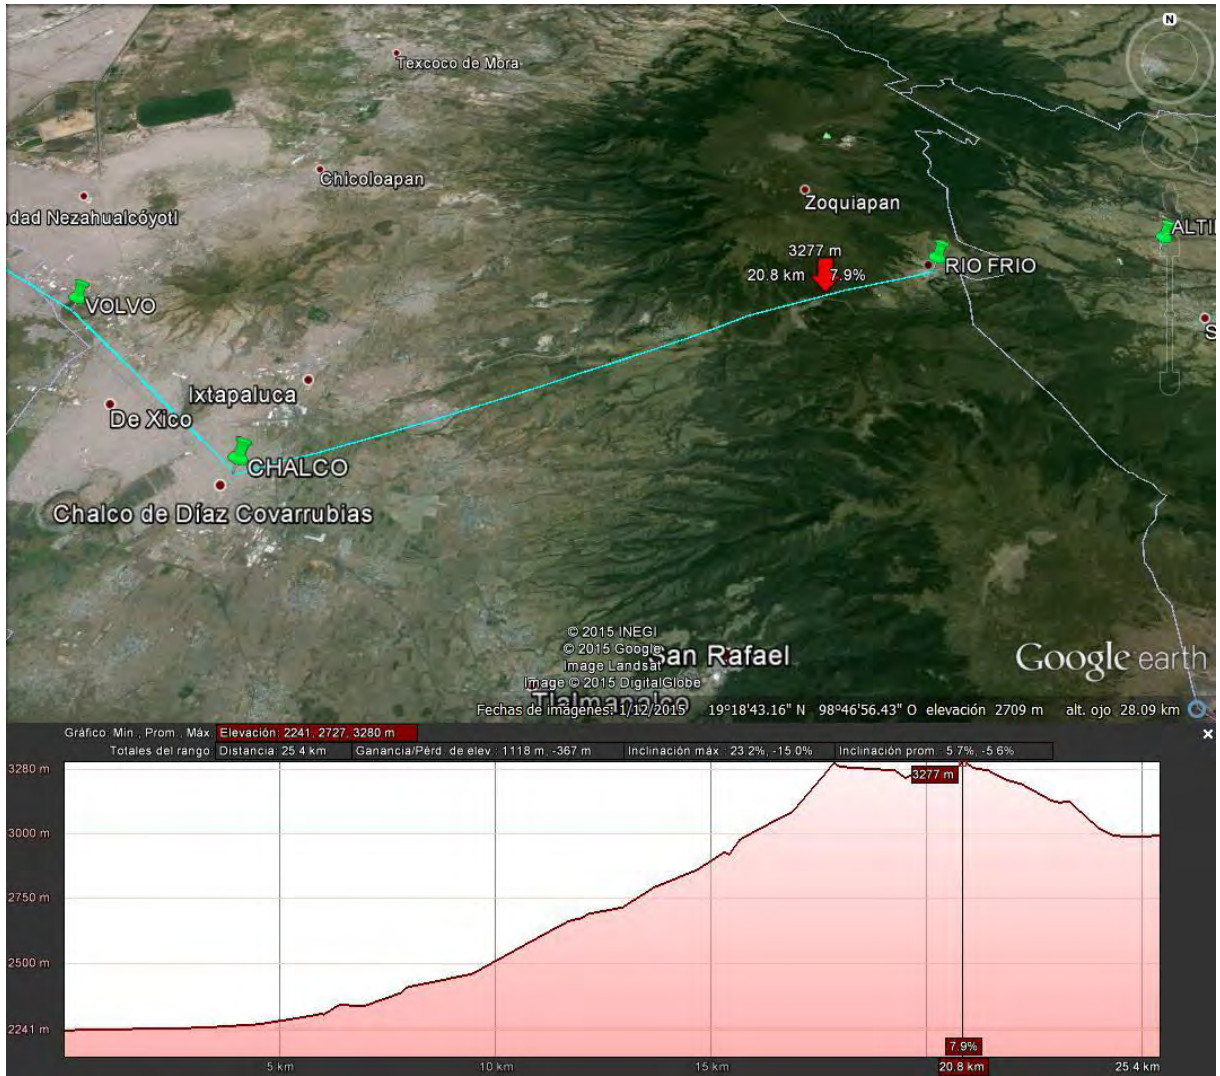 N
Texcoco de Mora
Chicoloapan
Zoquiapan
dad Nezahualcóyotl
ALTI
3277 m
RIO FRIO
20.8 km 7.9%
VOLVO
S
Ixtapaluca
De Xico
CHALCO
Chalco de Díaz Covarrubias
© 2015 INEGI
© 2015 Google
San Rafael
Image Landsat
Google earth
Image © 2015 DigitalGlobe
Tlalmanalco
Fechas de imágenes: 1/12/2015 19°18'43.16" N 98°46'56.43" O elevación 2709 m alt. ojo 28.09 km
Gráfico Min , Prom , Máx Elevación: 2241, 2727, 3280 m
Totales del rango: Distancia: 25.4 km Ganancia/Pérd. de elev.: 1118 m, -367 m Inclinación máx.: 23.2%, -15.0% Inclinación prom.: 5.7%, -5.6%
3280 m
3277 m
3000 m
2750 m
2500 m
2241 m
7.9%
5 km 10 km 15 km 20.8 km 25.4 km